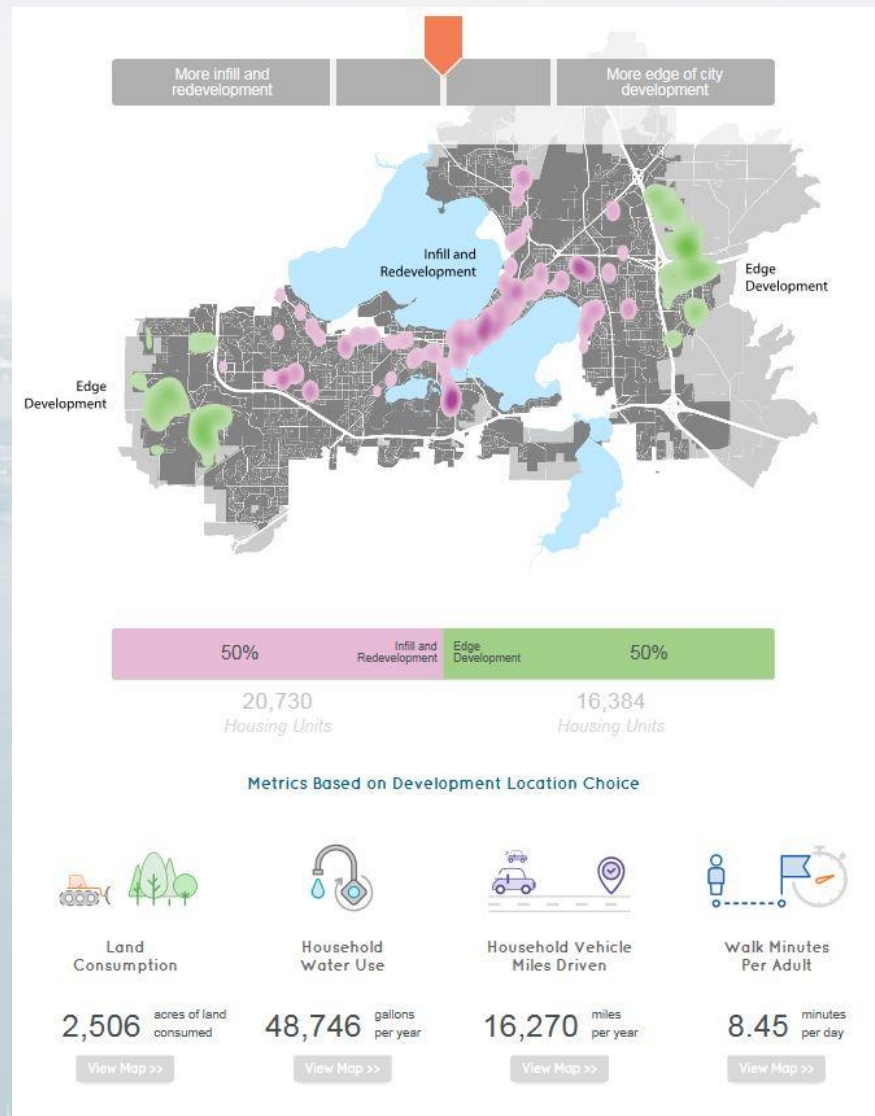 More infill and
redevelopment
More edge of city
development
Infill and
Redevelopment
Edge
Development
Edge
Development
50%
Infill and
Redevelopment
Edge
Development
50%
20,730
Housing Units
16,384
Housing Units
Metrics Based on Development Location Choice
Land
Consumption
Household
Water Use
Household Vehicle
Miles Driven
Walk Minutes
Per Adult
2,506 acres of land
consumed
48,746 gallons
per year
16,270 miles
per year
8.45 minutes
per day
View Map >>
View Map >>
View Map >>
View Map >>